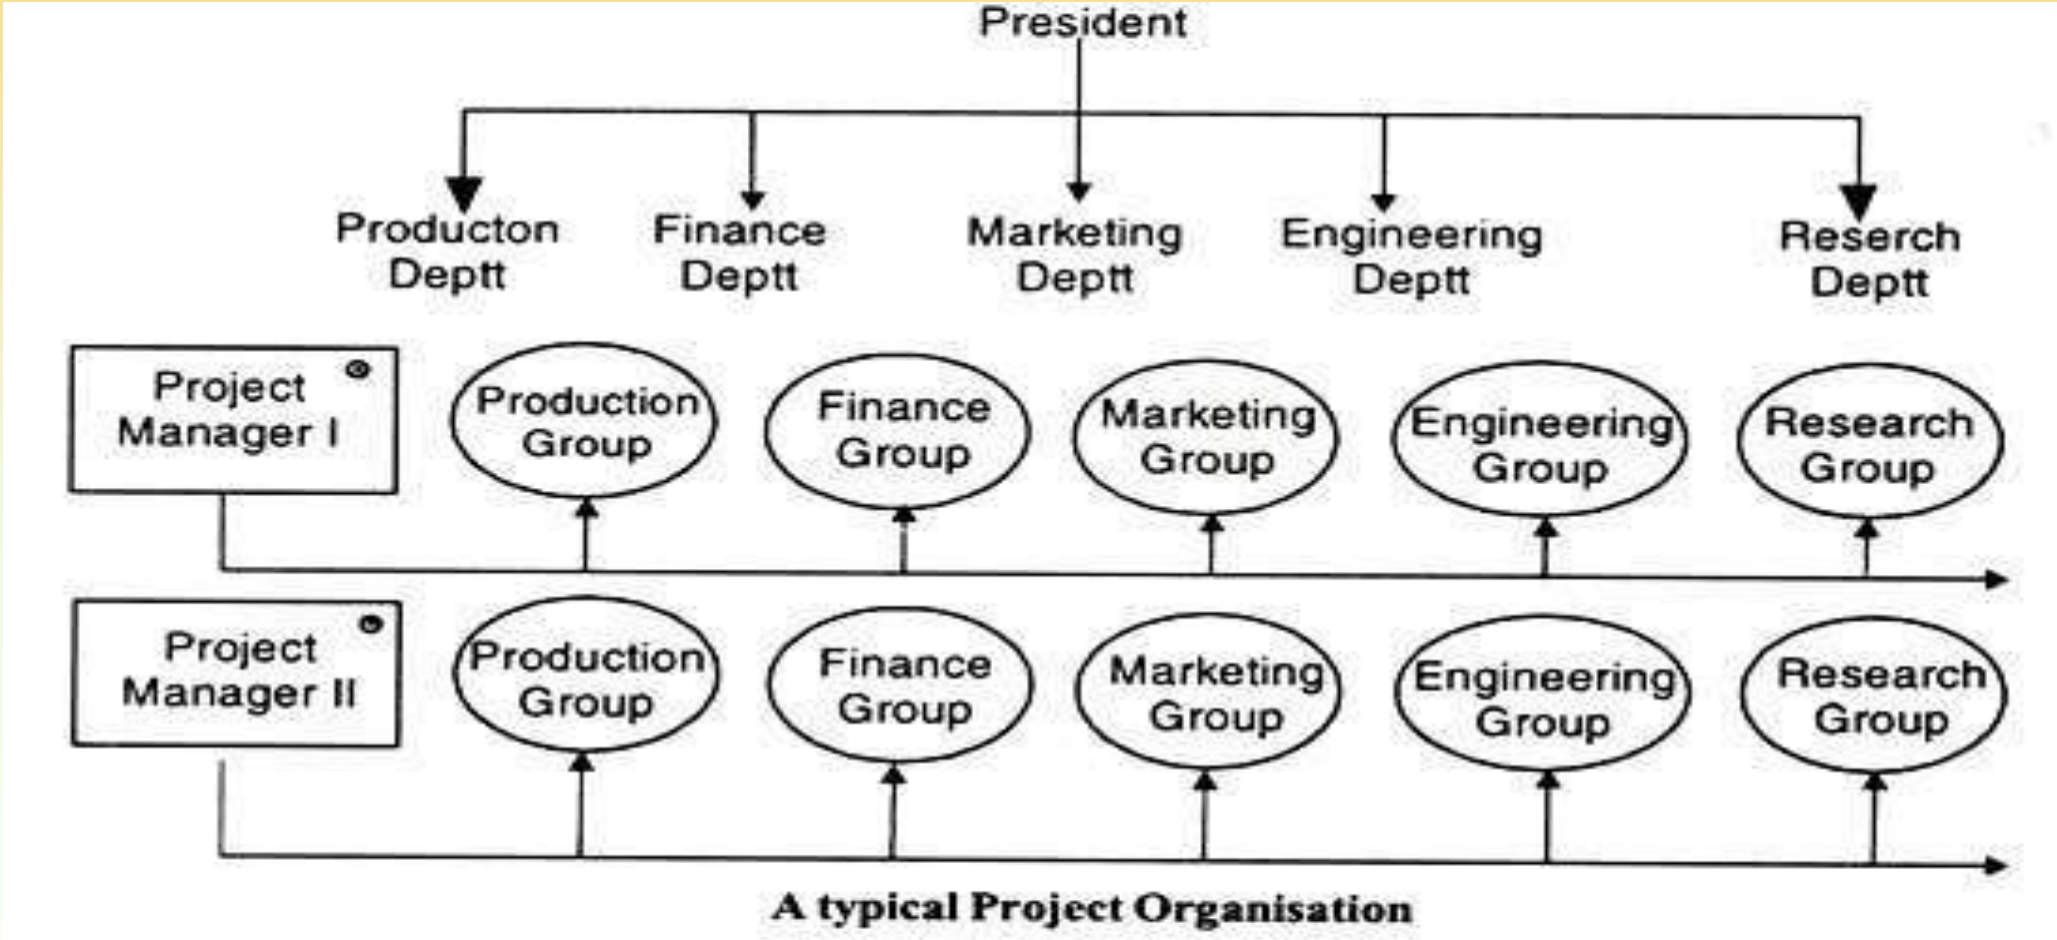 President
Producton
Deptt
Finance
Deptt
Marketing
Deptt
Engineering
Deptt
Reserch
Deptt
Project
Manager I
Production
Group
Finance
Group
Marketing
Group
Engineering
Group
Research
Group
Project
Manager II
Production
Group
Finance
Group
Marketing
Group
Engineering
Group
Research
Group
A typical Project Organisation